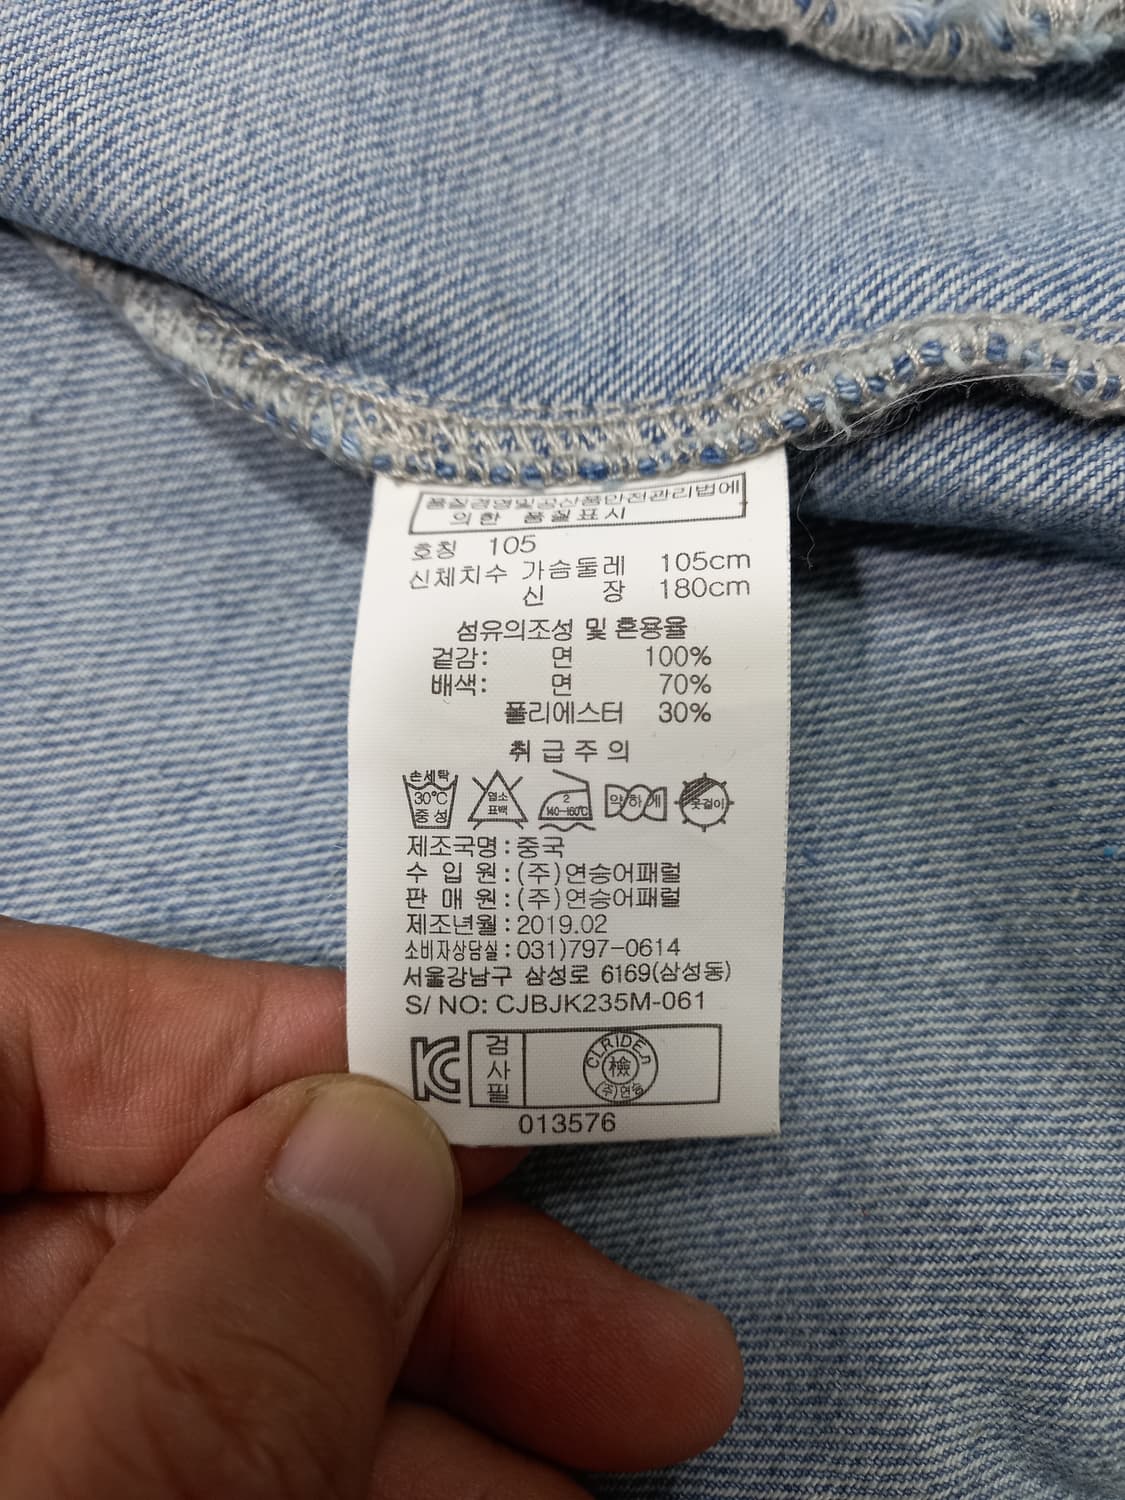 품질경영및공산품안전관리법에
의한 품질표시
호칭 105
신체치수 가슴둘레 105cm
신 장 180cm
섬유의조성 및 혼용율
겉감: 면 100%
배색: 면 70%
폴리에스터 30%
취급주의
손세탁
30℃
중성
염소
표백
2
140-160℃
약하게
옷걸이
제조국명:중국
수 입 원:(주)연승어패럴
판 매 원:(주)연승어패럴
제조년월:2019.02
소비자상담실:031)797-0614
서울강남구 삼성로 6169(삼성동)
S/ NO: CJBJK235M-061
검사필
CLRIDEn
檢
(주)연승
013576